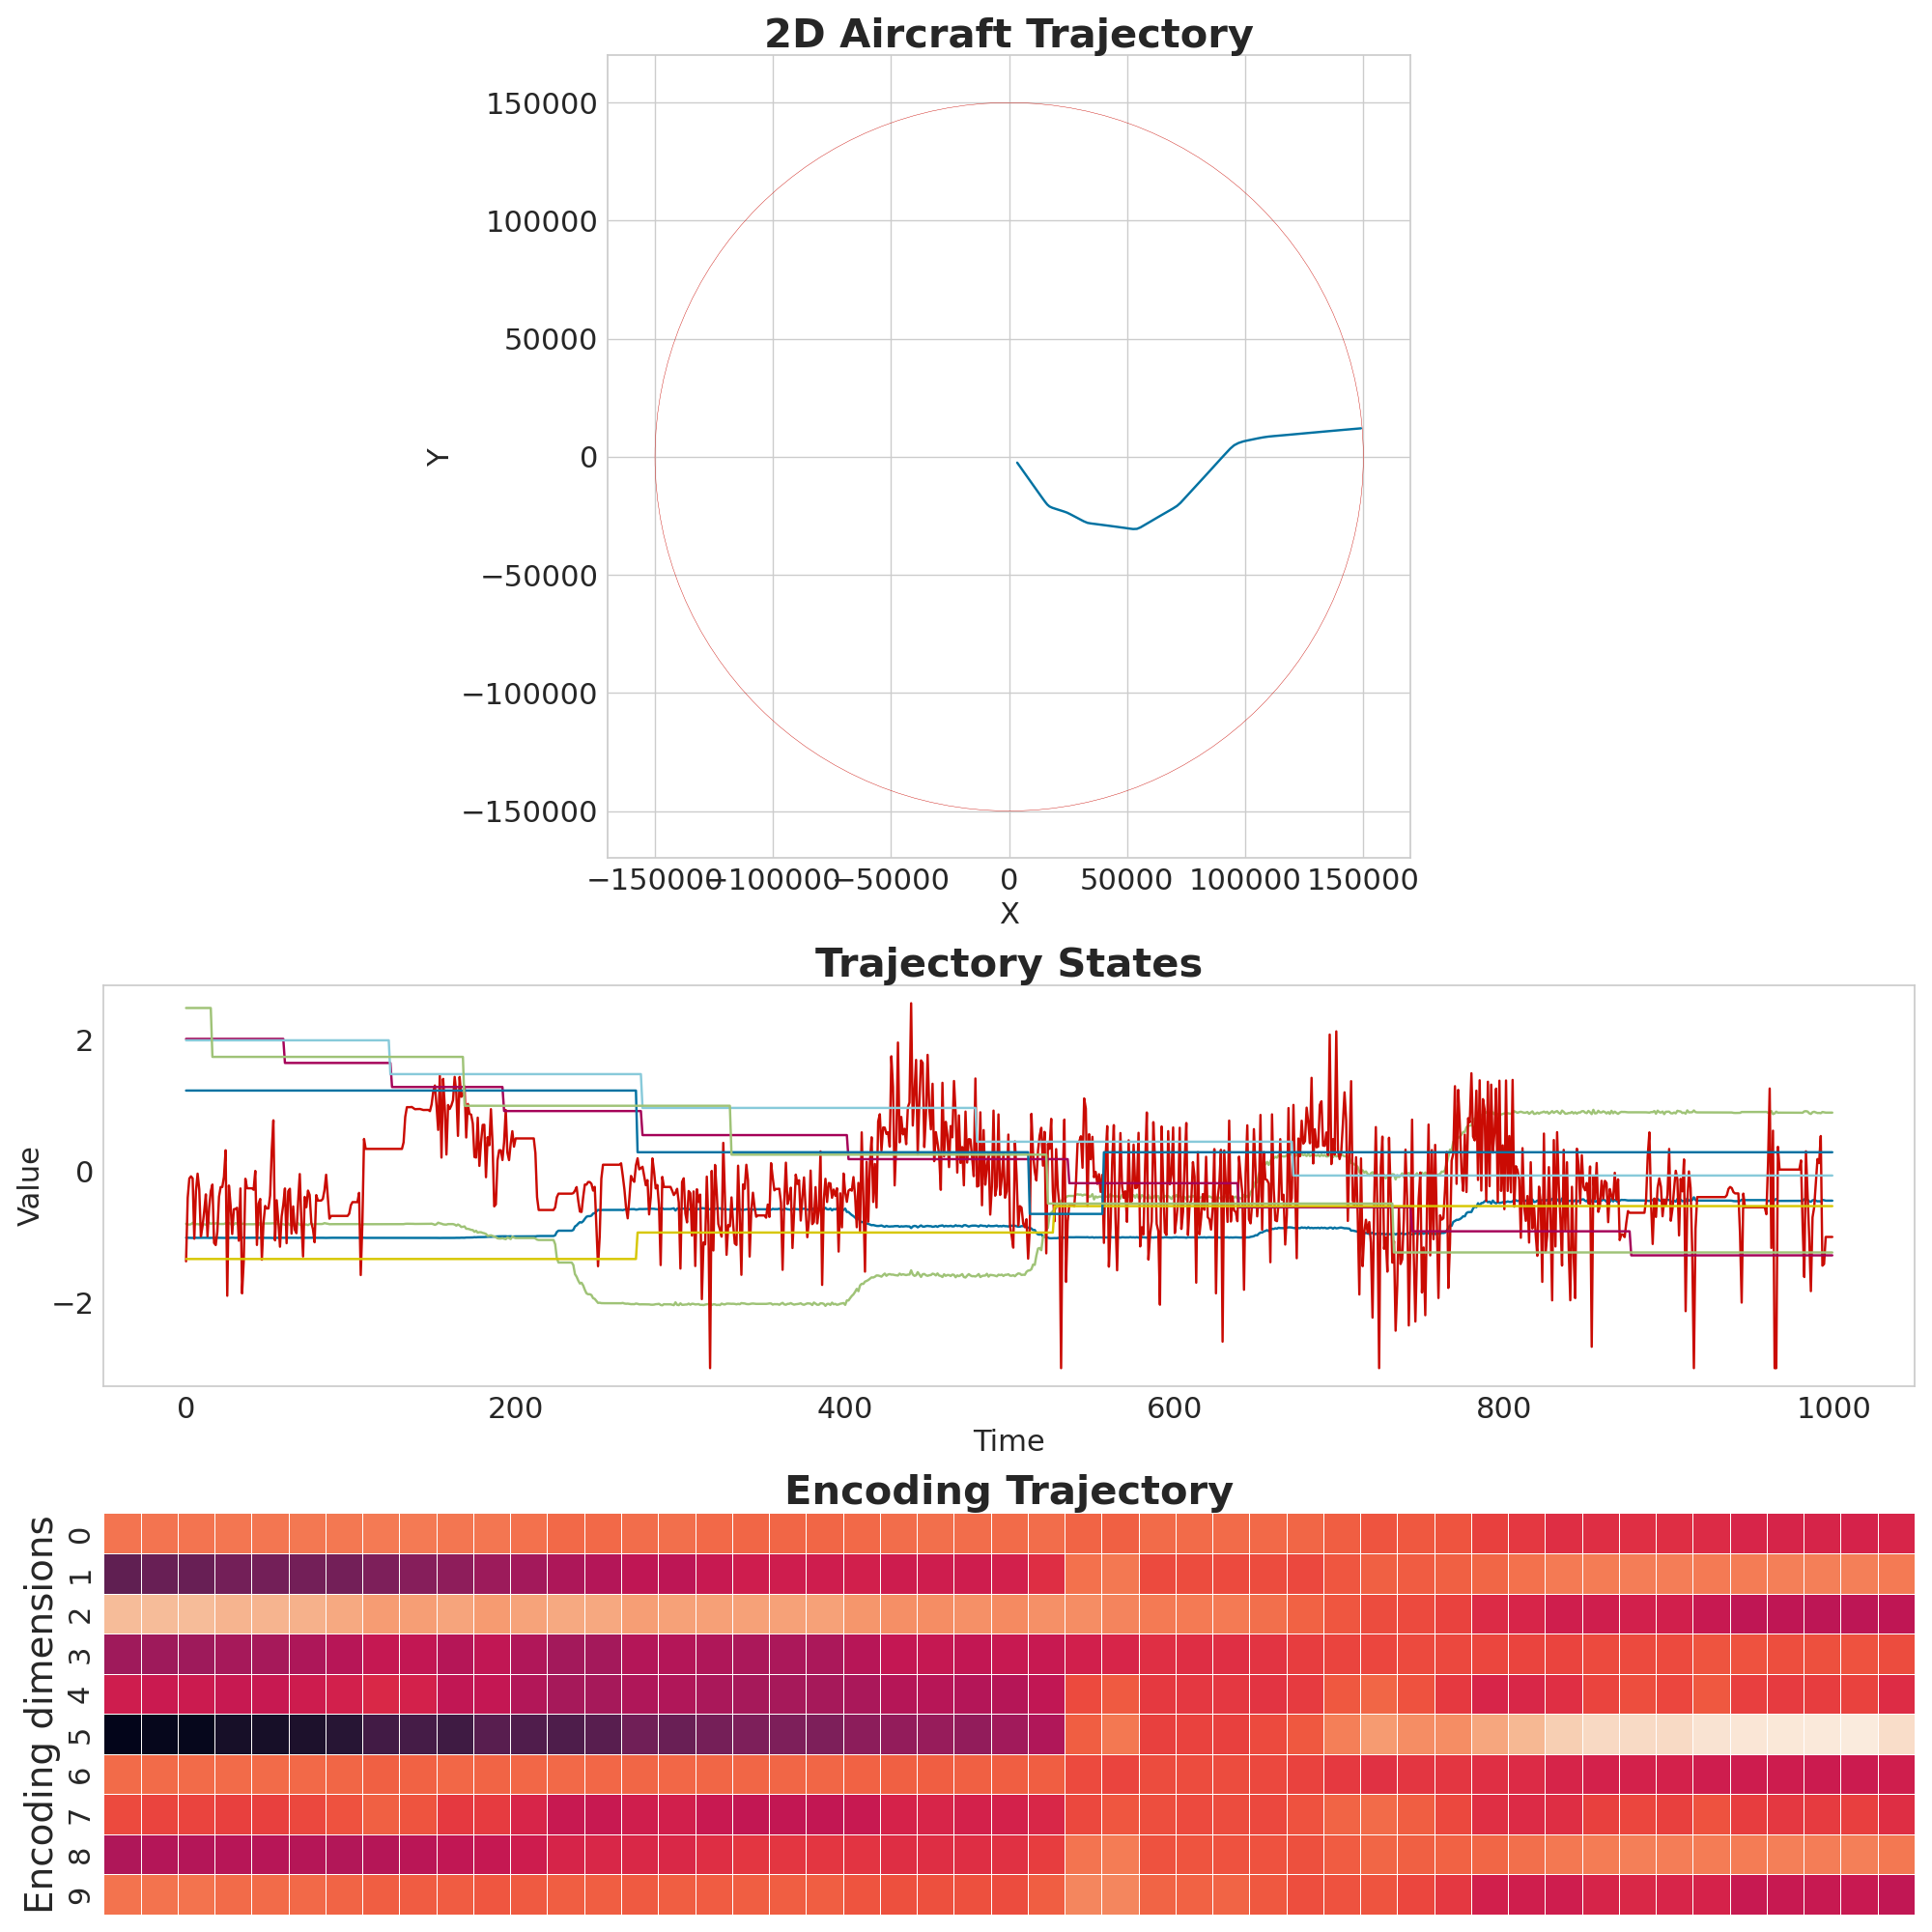 2D Aircraft Trajectory
150000
100000
50000
0
−50000
−100000
−150000
Y
−150000 −100000 −50000 0 50000 100000 150000
X
Trajectory States
2
0
−2
Value
0 200 400 600 800 1000
Time
Encoding Trajectory
Encoding dimensions
0
1
2
3
4
5
6
7
8
9